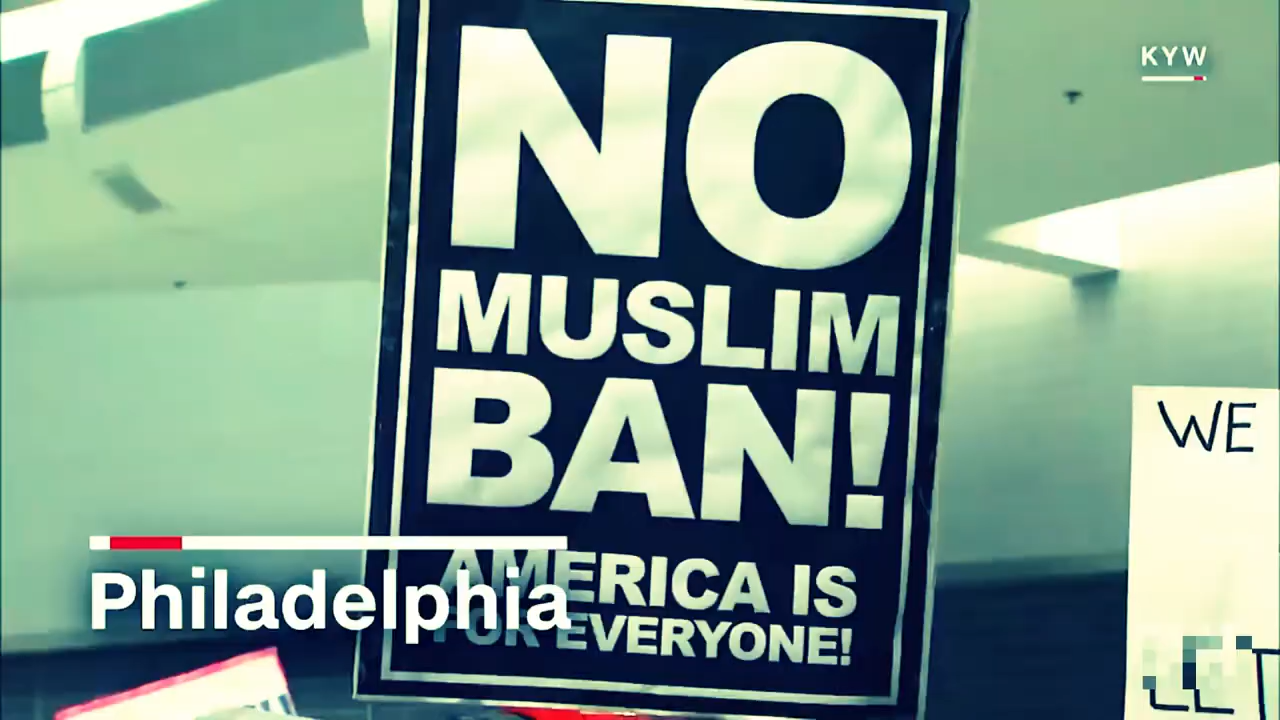 KYW
NO
MUSLIM
BAN!
AMERICA IS
FOR EVERYONE!
WE
Philadelphia